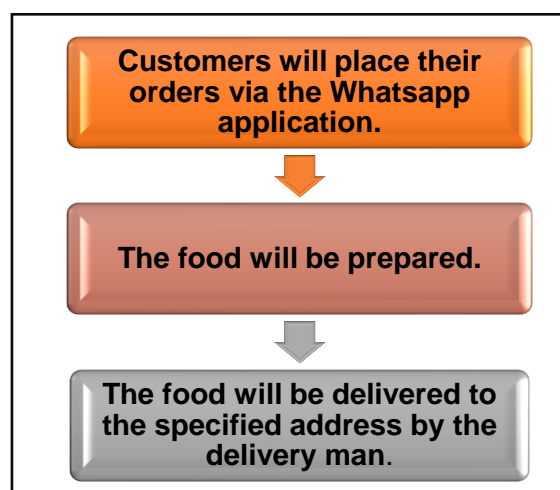 Customers will place their
orders via the Whatsapp
application.
The food will be prepared.
The food will be delivered to
the specified address by the
delivery man.